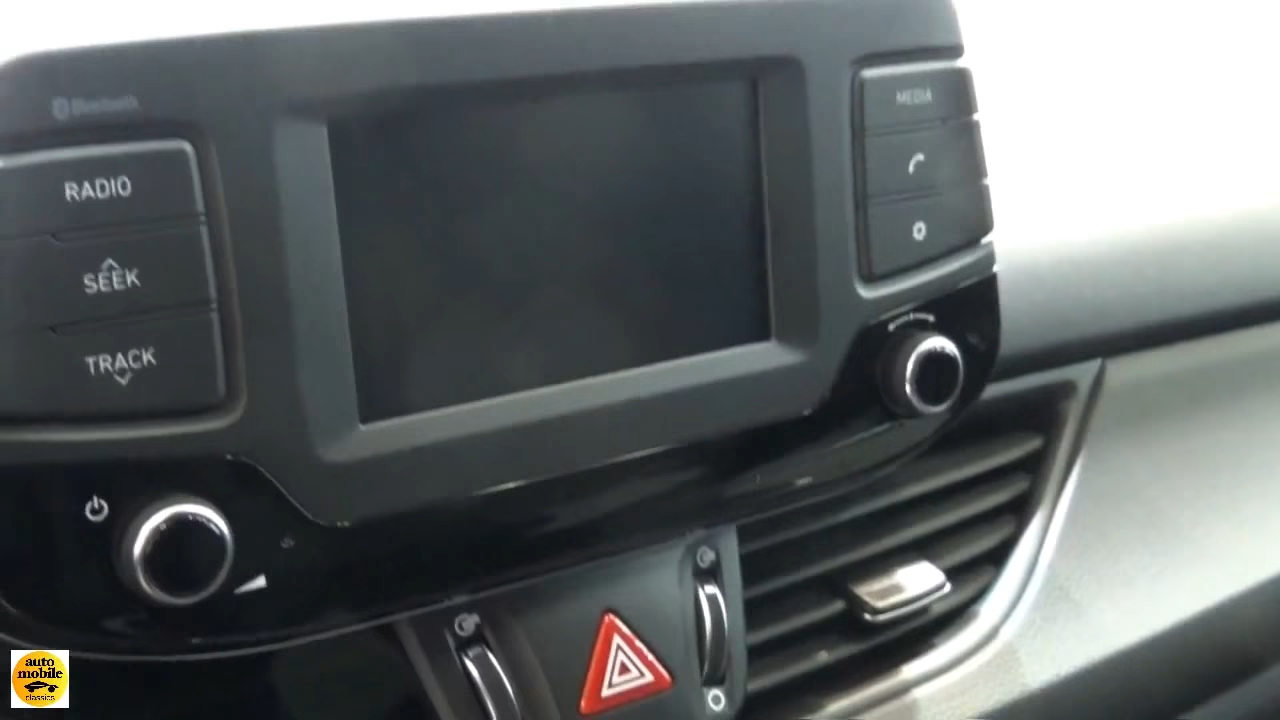 Bluetooth
RADIO
SEEK
TRACK
MEDIA
auto
mobile
classics